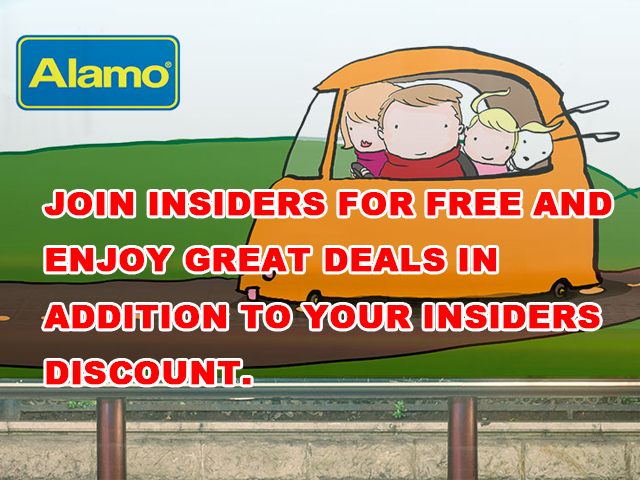 Alamo®
JOIN INSIDERS FOR FREE AND
ENJOY GREAT DEALS IN
ADDITION TO YOUR INSIDERS
DISCOUNT.